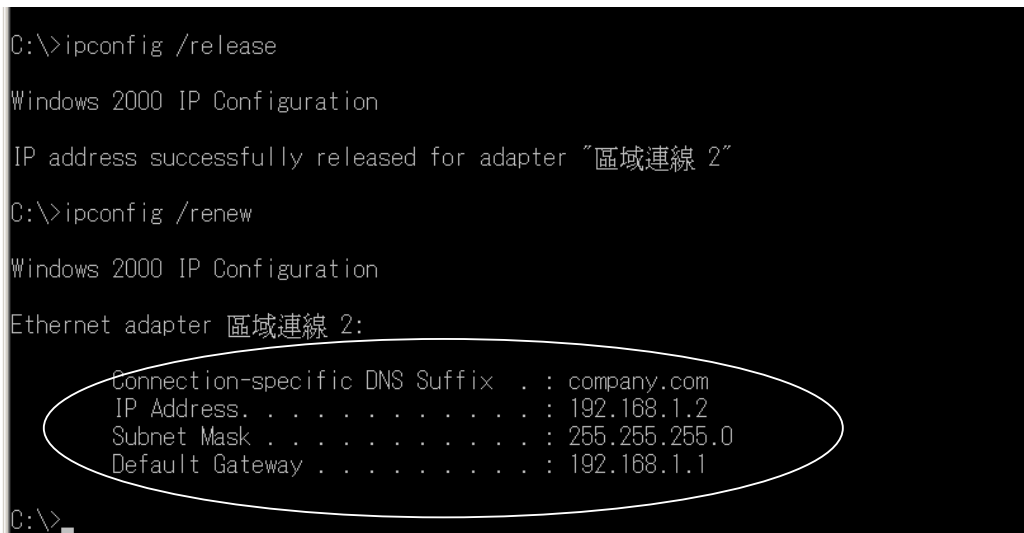 C:\>ipconfig /release
Windows 2000 IP Configuration
IP address successfully released for adapter "區域連線 2"
C:\>ipconfig /renew
Windows 2000 IP Configuration
Ethernet adapter 區域連線 2:
Connection-specific DNS Suffix . : company.com
IP Address. . . . . . . . . . . . : 192.168.1.2
Subnet Mask . . . . . . . . . . . : 255.255.255.0
Default Gateway . . . . . . . . . : 192.168.1.1
C:\>_